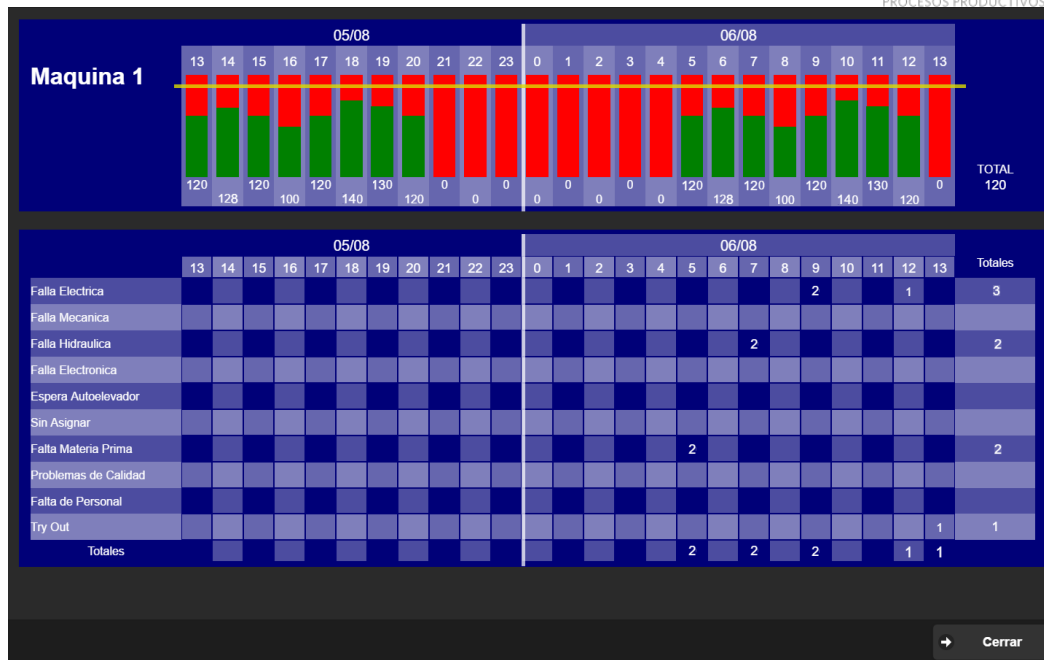 PROCESOS PRODUCTIVOS
05/08 06/08
Maquina 1
13 14 15 16 17 18 19 20 21 22 23 0 1 2 3 4 5 6 7 8 9 10 11 12 13
120 120 120 130 0 0 0 0 120 120 120 130 0
128 100 140 120 0 0 0 0 128 100 140 120
TOTAL
120
05/08 06/08
13 14 15 16 17 18 19 20 21 22 23 0 1 2 3 4 5 6 7 8 9 10 11 12 13 Totales
Falla Electrica 2 1 3
Falla Mecanica
Falla Hidraulica 2 2
Falla Electronica
Espera Autoelevador
Sin Asignar
Falta Materia Prima 2 2
Problemas de Calidad
Falta de Personal
Try Out 1 1
Totales 2 2 2 1 1
Cerrar